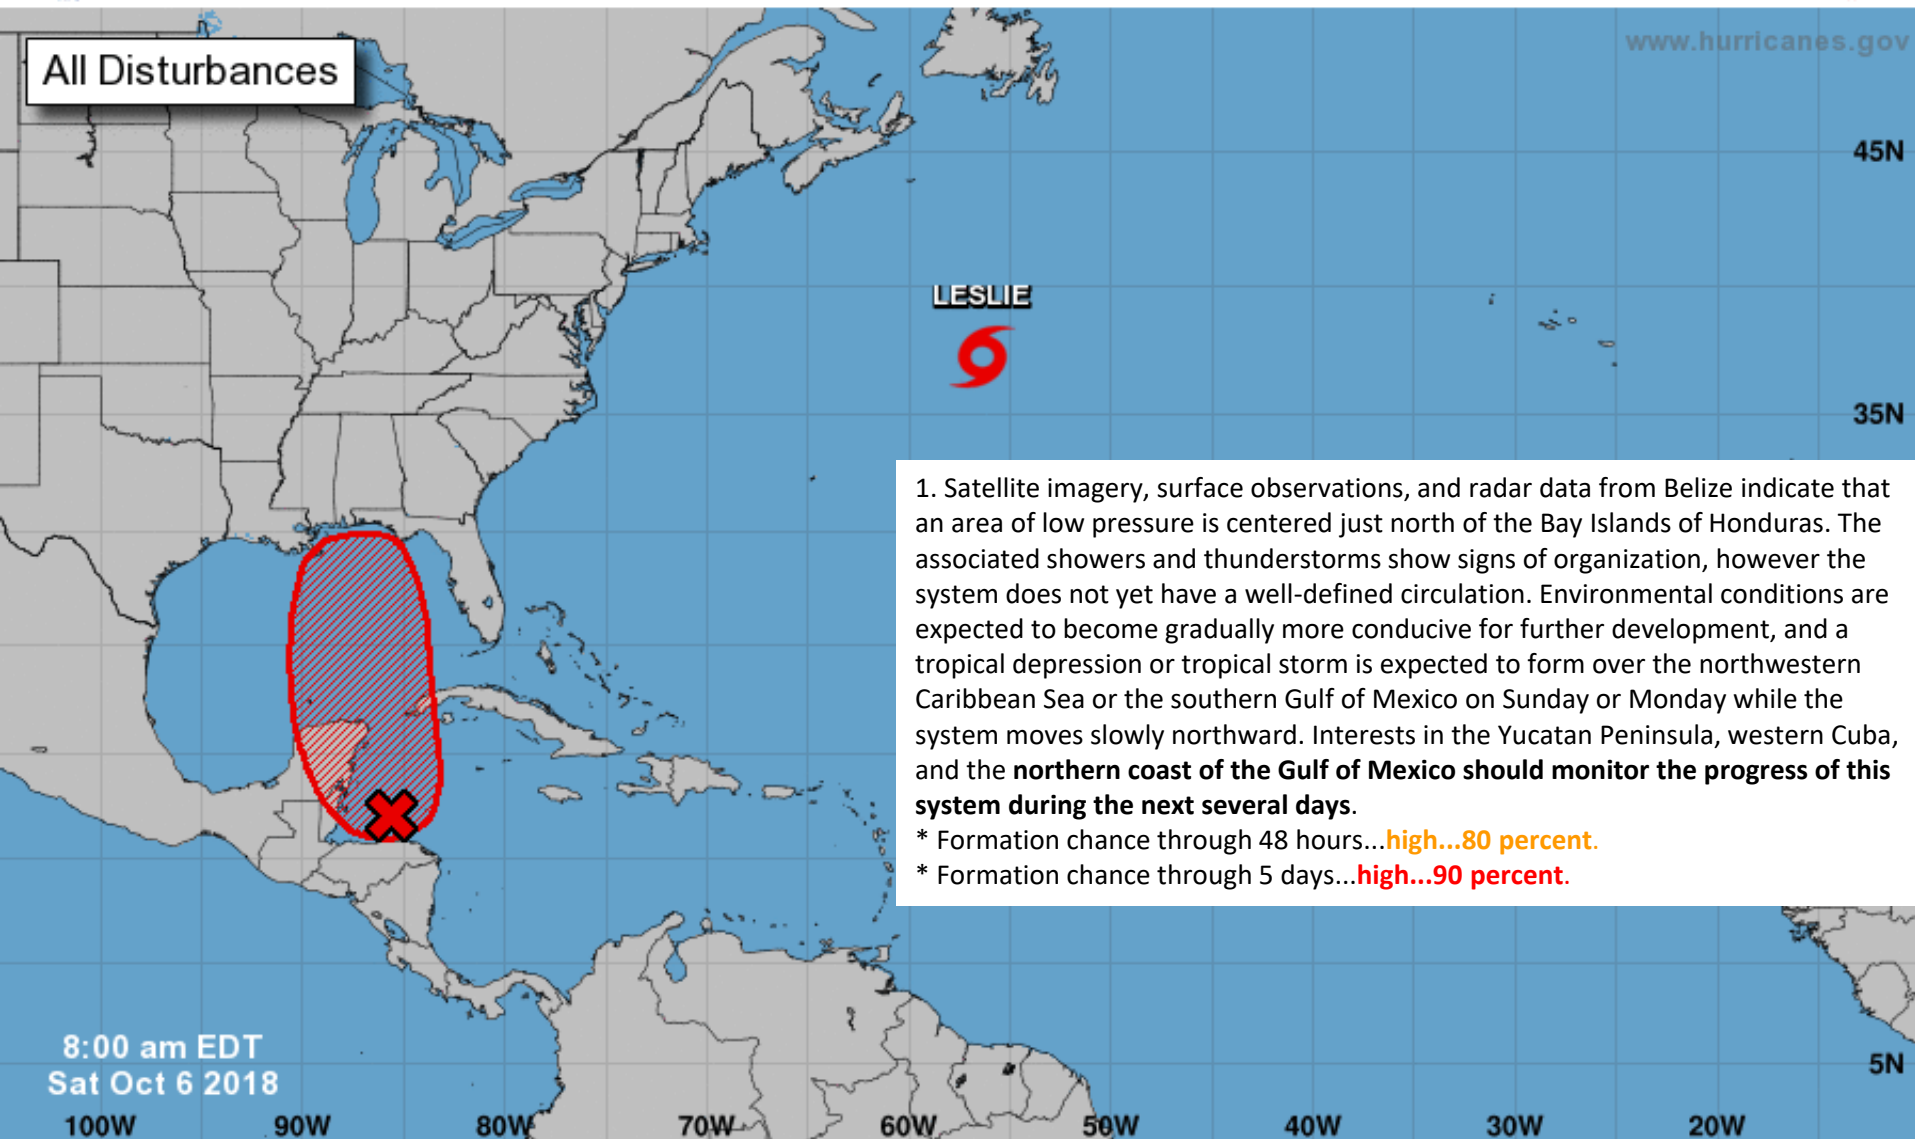 www.hurricanes.gov
All Disturbances
45N
LESLIE
35N
1. Satellite imagery, surface observations, and radar data from Belize indicate that
an area of low pressure is centered just north of the Bay Islands of Honduras. The
associated showers and thunderstorms show signs of organization, however the
system does not yet have a well-defined circulation. Environmental conditions are
expected to become gradually more conducive for further development, and a
tropical depression or tropical storm is expected to form over the northwestern
Caribbean Sea or the southern Gulf of Mexico on Sunday or Monday while the
system moves slowly northward. Interests in the Yucatan Peninsula, western Cuba,
and the northern coast of the Gulf of Mexico should monitor the progress of this
system during the next several days.
* Formation chance through 48 hours...high...80 percent.
* Formation chance through 5 days...high...90 percent.
8:00 am EDT
Sat Oct 6 2018
5N
100W 90W 80W 70W 60W 50W 40W 30W 20W